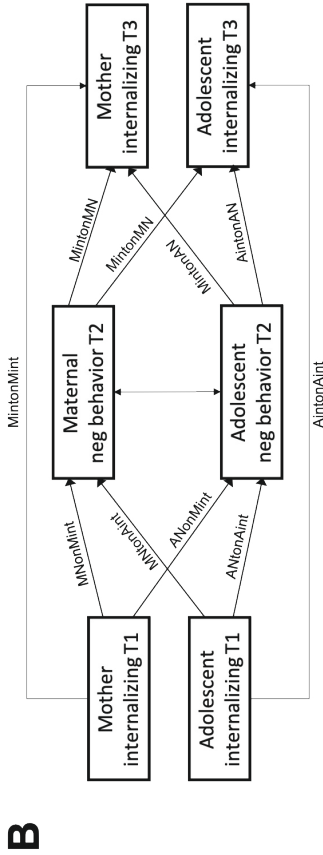 B
MintonMint
Mother
internalizing T1
Adolescent
internalizing T1
MNonMint
MNtonAint
ANonMint
ANtonAint
Maternal
neg behavior T2
Adolescent
neg behavior T2
MintonMN
MintonMN
MintonAN
AintonAN
Mother
internalizing T3
Adolescent
internalizing T3
AintonAint